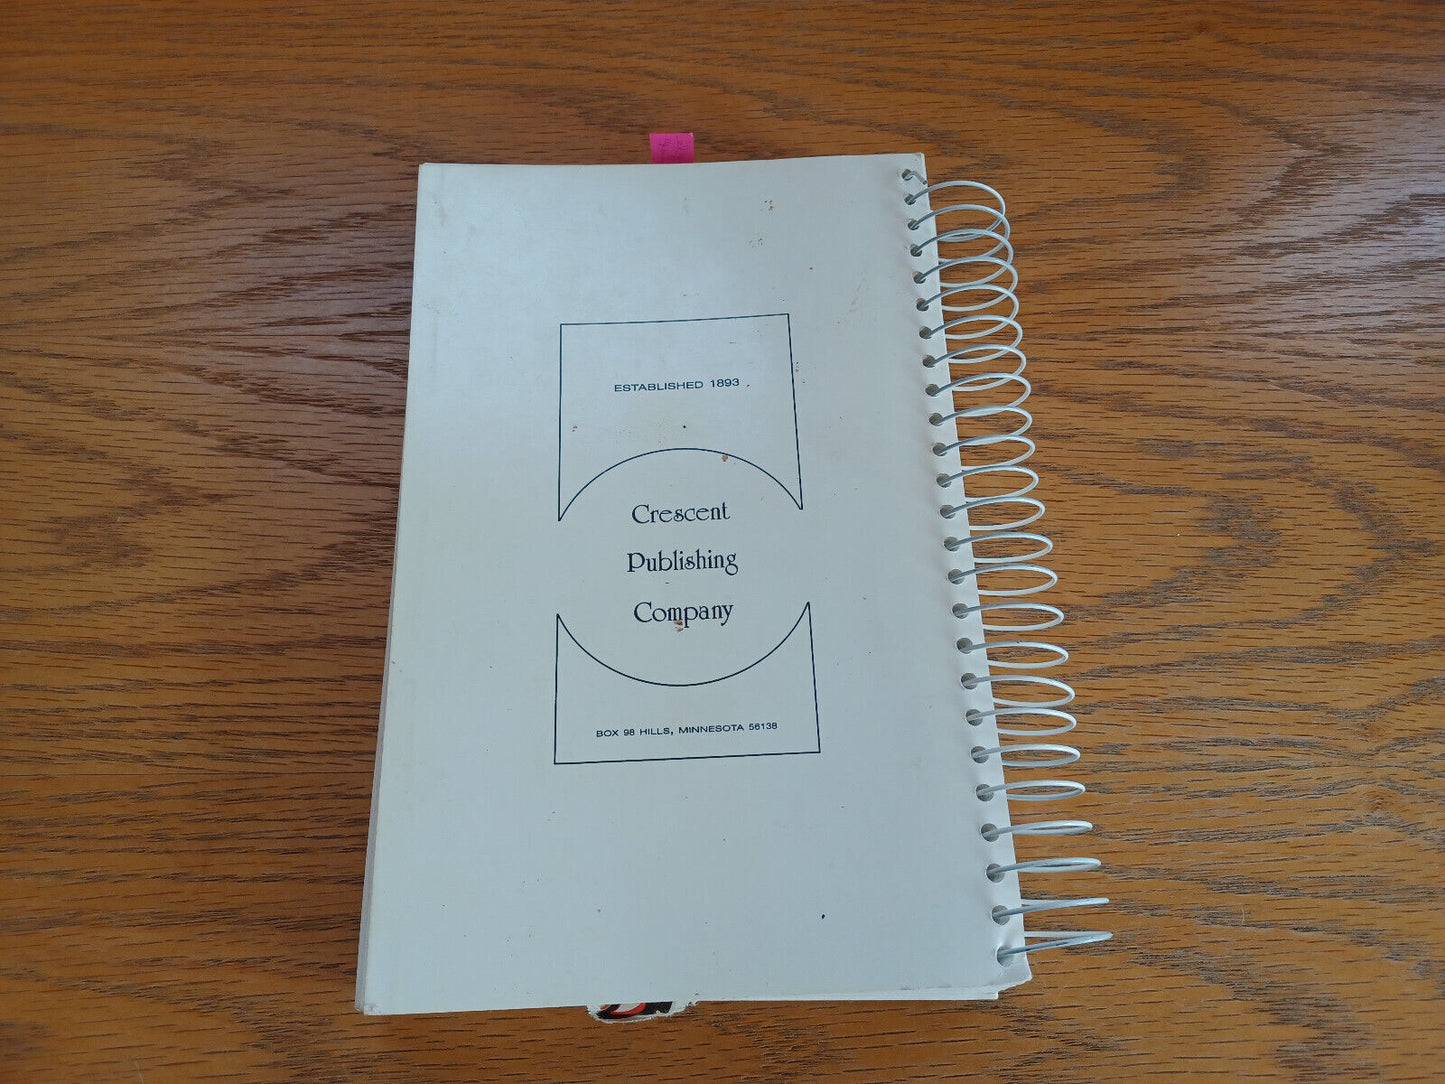 ESTABLISHED 1893
Crescent
Publishing
Company
BOX 98 HILLS, MINNESOTA 56138